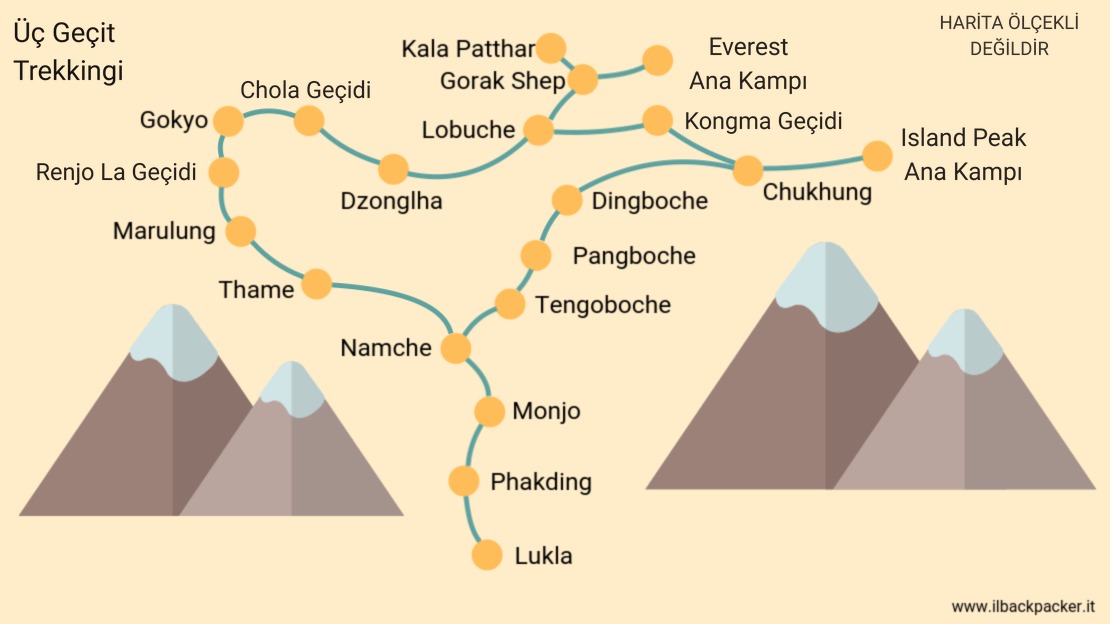 Üç Geçit
Trekkingi
HARİTA ÖLÇEKLİ
DEĞİLDİR
Kala Patthar
Everest
Ana Kampı
Gorak Shep
Chola Geçidi
Gokyo
Lobuche
Kongma Geçidi
Island Peak
Ana Kampı
Renjo La Geçidi
Dzonglha
Dingboche
Chukhung
Marulung
Pangboche
Thame
Tengoboche
Namche
Monjo
Phakding
Lukla
www.ilbackpacker.it